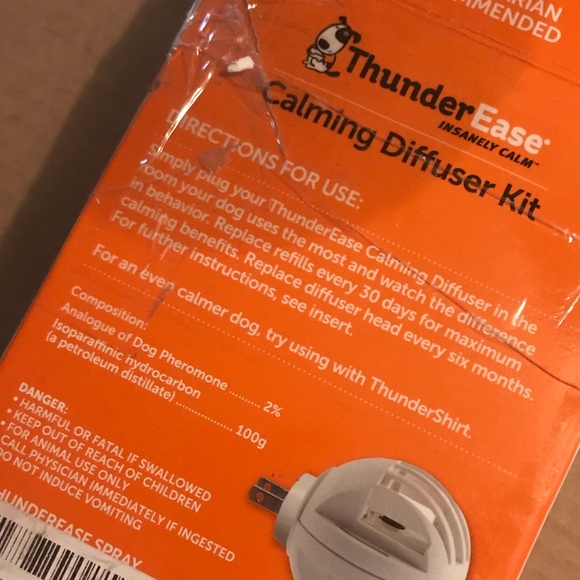 COMMENDED
ThunderEase
INSANELY CALM™
Calming Diffuser Kit
DIRECTIONS FOR USE:
Simply plug your ThunderEase Calming Diffuser in the
room your dog uses the most and watch the difference
in behavior. Replace refills every 30 days for maximum
calming benefits. Replace diffuser head every six months.
For further instructions, see insert.
For an even calmer dog, try using with ThunderShirt.
Composition:
Analogue of Dog Pheromone .......... 2%
Isoparaffinic hydrocarbon
(a petroleum distillate) .................. 100g
DANGER:
• HARMFUL OR FATAL IF SWALLOWED
• KEEP OUT OF REACH OF CHILDREN
• FOR ANIMAL USE ONLY
CALL PHYSICIAN IMMEDIATELY IF INGESTED
DO NOT INDUCE VOMITING
HUNDEREASE SPRAY